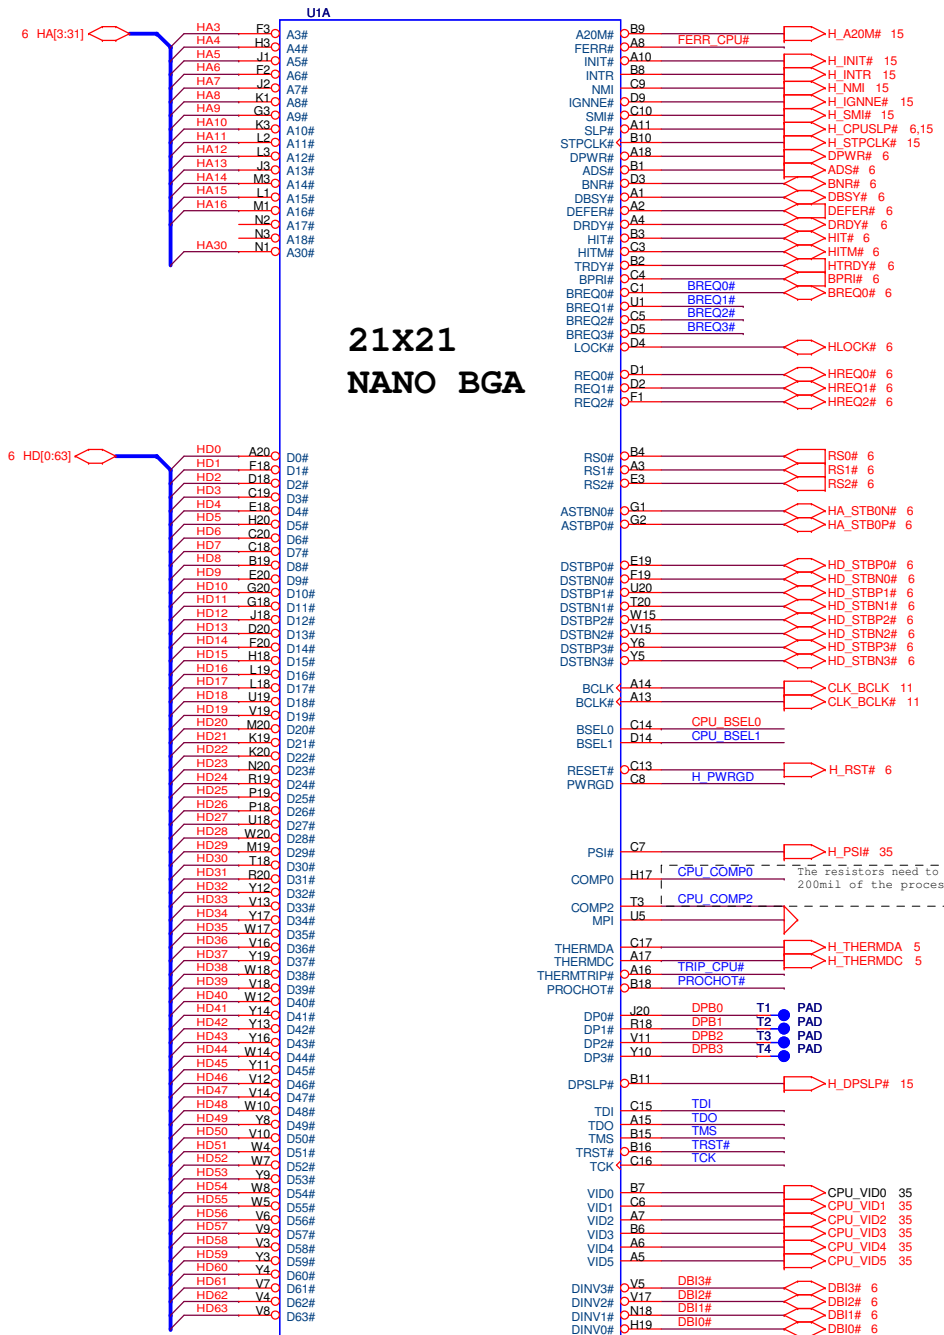 U1A
6 HA[3:31]
HA3 F3 A3#
HA4 H3 A4#
HA5 J1 A5#
HA6 F2 A6#
HA7 J2 A7#
HA8 K1 A8#
HA9 G3 A9#
HA10 K3 A10#
HA11 L2 A11#
HA12 L3 A12#
HA13 J3 A13#
HA14 M3 A14#
HA15 L1 A15#
HA16 M1 A16#
N2 A17#
N3 A18#
HA30 N1 A30#
21X21
NANO BGA
6 HD[0:63]
HD0 A20 D0#
HD1 F18 D1#
HD2 D18 D2#
HD3 C19 D3#
HD4 E18 D4#
HD5 H20 D5#
HD6 C20 D6#
HD7 C18 D7#
HD8 B19 D8#
HD9 E20 D9#
HD10 G20 D10#
HD11 G18 D11#
HD12 J18 D12#
HD13 D20 D13#
HD14 F20 D14#
HD15 H18 D15#
HD16 L19 D16#
HD17 L18 D17#
HD18 U19 D18#
HD19 V19 D19#
HD20 M20 D20#
HD21 K19 D21#
HD22 K20 D22#
HD23 N20 D23#
HD24 R19 D24#
HD25 P19 D25#
HD26 P18 D26#
HD27 U18 D27#
HD28 W20 D28#
HD29 M19 D29#
HD30 T18 D30#
HD31 R20 D31#
HD32 Y12 D32#
HD33 V13 D33#
HD34 Y17 D34#
HD35 W17 D35#
HD36 V16 D36#
HD37 Y19 D37#
HD38 W18 D38#
HD39 V18 D39#
HD40 W12 D40#
HD41 Y14 D41#
HD42 Y13 D42#
HD43 Y16 D43#
HD44 W14 D44#
HD45 Y11 D45#
HD46 V12 D46#
HD47 V14 D47#
HD48 W10 D48#
HD49 Y8 D49#
HD50 V10 D50#
HD51 W4 D51#
HD52 W7 D52#
HD53 Y9 D53#
HD54 W8 D54#
HD55 W5 D55#
HD56 V6 D56#
HD57 V9 D57#
HD58 V3 D58#
HD59 Y3 D59#
HD60 Y4 D60#
HD61 V7 D61#
HD62 V4 D62#
HD63 V8 D63#
A20M# B9 H_A20M# 15
FERR# A8 FERR_CPU#
INIT# A10 H_INIT# 15
INTR B8 H_INTR 15
NMI C9 H_NMI 15
IGNNE# D9 H_IGNNE# 15
SMI# C10 H_SMI# 15
SLP# A11 H_CPUSLP# 6,15
STPCLK# B10 H_STPCLK# 15
DPWR# A18 DPWR# 6
ADS# B1 ADS# 6
BNR# D3 BNR# 6
DBSY# A1 DBSY# 6
DEFER# A2 DEFER# 6
DRDY# A4 DRDY# 6
HIT# B3 HIT# 6
HITM# C3 HITM# 6
TRDY# B2 HTRDY# 6
BPRI# C4 BPRI# 6
BREQ0# C1 BREQ0# BREQ0# 6
BREQ1# U1 BREQ1#
BREQ2# C5 BREQ2#
BREQ3# D5 BREQ3#
LOCK# D4 HLOCK# 6
REQ0# D1 HREQ0# 6
REQ1# D2 HREQ1# 6
REQ2# F1 HREQ2# 6
RS0# B4 RS0# 6
RS1# A3 RS1# 6
RS2# E3 RS2# 6
ASTBN0# G1 HA_STB0N# 6
ASTBP0# G2 HA_STB0P# 6
DSTBP0# E19 HD_STBP0# 6
DSTBN0# F19 HD_STBN0# 6
DSTBP1# U20 HD_STBP1# 6
DSTBN1# T20 HD_STBN1# 6
DSTBP2# W15 HD_STBP2# 6
DSTBN2# V15 HD_STBN2# 6
DSTBP3# Y6 HD_STBP3# 6
DSTBN3# Y5 HD_STBN3# 6
BCLK A14 CLK_BCLK 11
BCLK# A13 CLK_BCLK# 11
BSEL0 C14 CPU_BSEL0
BSEL1 D14 CPU_BSEL1
RESET# C13 H_RST# 6
PWRGD C8 H_PWRGD
PSI# C7 H_PSI# 35
The resistors need to
200mil of the proces
COMP0 H17 CPU_COMP0
COMP2 T3 CPU_COMP2
MPI U5
THERMDA C17 H_THERMDA 5
THERMDC A17 H_THERMDC 5
THERMTRIP# A16 TRIP_CPU#
PROCHOT# B18 PROCHOT#
DP0# J20 DPB0 T1 PAD
DP1# R18 DPB1 T2 PAD
DP2# V11 DPB2 T3 PAD
DP3# Y10 DPB3 T4 PAD
DPSLP# B11 H_DPSLP# 15
TDI C15 TDI
TDO A15 TDO
TMS B15 TMS
TRST# B16 TRST#
TCK C16 TCK
VID0 B7 CPU_VID0 35
VID1 C6 CPU_VID1 35
VID2 A7 CPU_VID2 35
VID3 B6 CPU_VID3 35
VID4 A6 CPU_VID4 35
VID5 A5 CPU_VID5 35
DINV3# V5 DBI3# DBI3# 6
DINV2# V17 DBI2# DBI2# 6
DINV1# N18 DBI1# DBI1# 6
DINV0# H19 DBI0# DBI0# 6